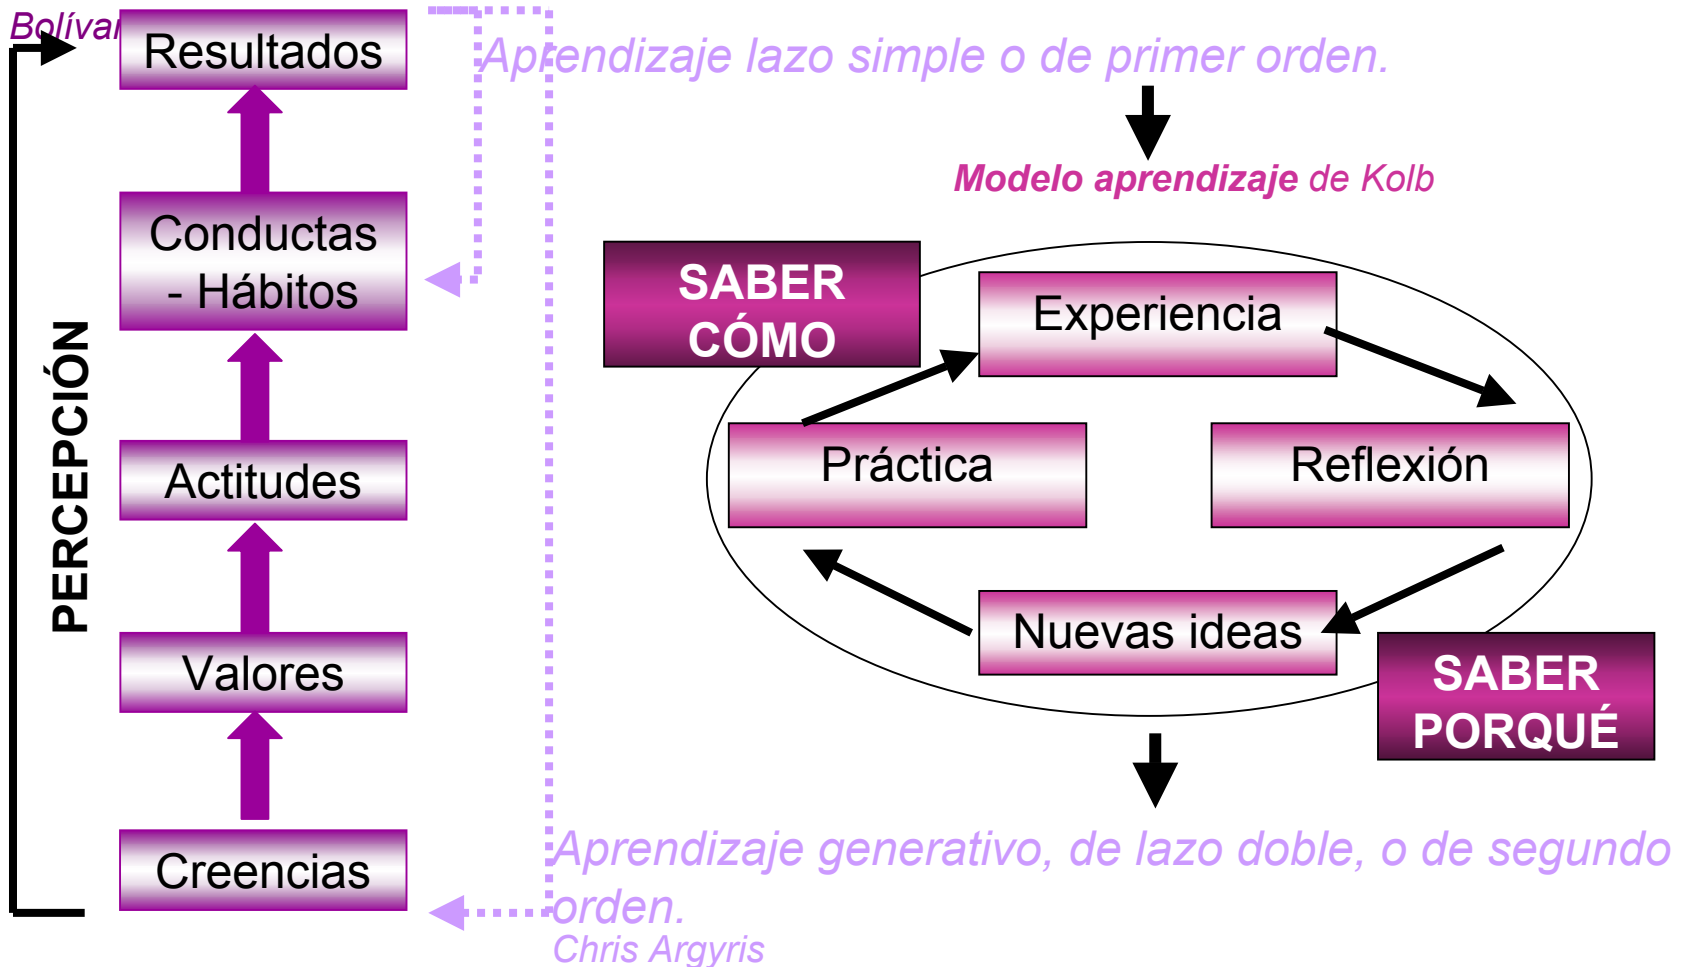 Bolívar
Resultados
Conductas
- Hábitos
Actitudes
Valores
Creencias
PERCEPCIÓN
Aprendizaje lazo simple o de primer orden.
Modelo aprendizaje de Kolb
SABER
CÓMO
Experiencia
Práctica
Reflexión
Nuevas ideas
SABER
PORQUÉ
Aprendizaje generativo, de lazo doble, o de segundo
orden.
Chris Argyris